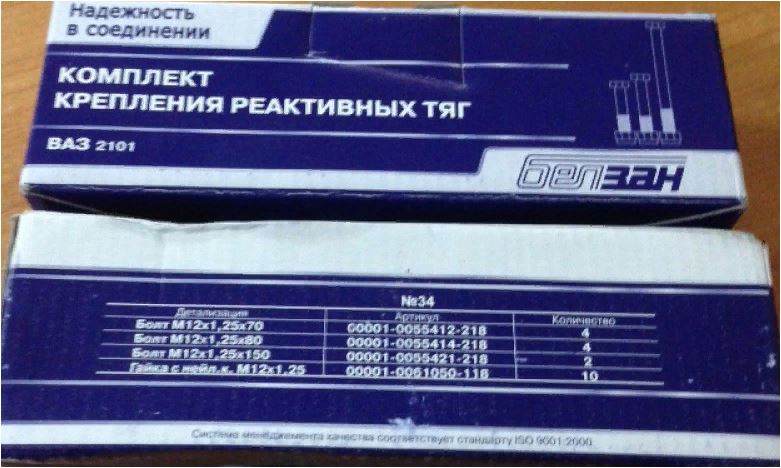 Надежность
в соединении
КОМПЛЕКТ
КРЕПЛЕНИЯ РЕАКТИВНЫХ ТЯГ
ВАЗ 2101
белзан
№34
Детализация Артикул Количество
Болт М12х1,25х70 00001-0055412-218 4
Болт М12х1,25х80 00001-0055414-218 4
Болт М12х1,25х150 00001-0055421-218 2
Гайка с нейл.к. М12х1.25 00001-0061050-118 10
Система менеджемента качества соответствует стандарту ISO 9001:2000